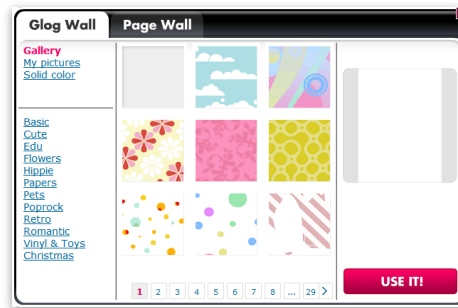 Glog Wall Page Wall
Gallery
My pictures
Solid color
Basic
Cute
Edu
Flowers
Hippie
Papers
Pets
Poprock
Retro
Romantic
Vinyl & Toys
Christmas
1 2 3 4 5 6 7 8 ... 29 >
USE IT!